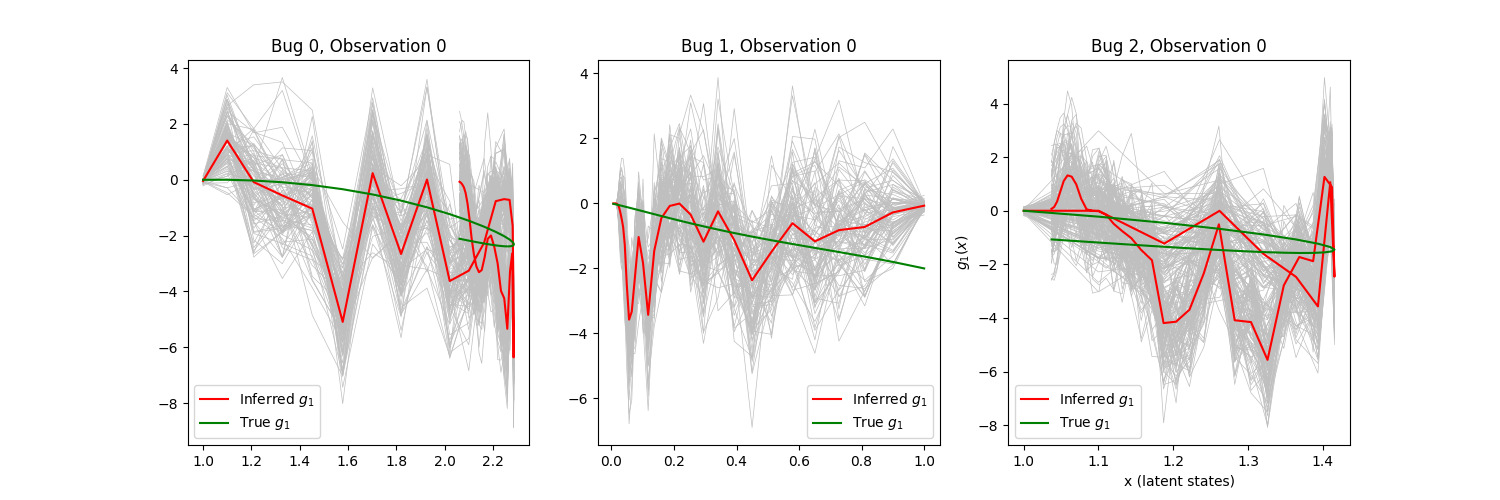 Bug 0, Observation 0
4
2
0
−2
−4
−6
−8
Inferred g₁
True g₁
1.0 1.2 1.4 1.6 1.8 2.0 2.2
Bug 1, Observation 0
4
2
0
−2
−4
−6
Inferred g₁
True g₁
0.0 0.2 0.4 0.6 0.8 1.0
Bug 2, Observation 0
g₁(x)
4
2
0
−2
−4
−6
−8
Inferred g₁
True g₁
1.0 1.1 1.2 1.3 1.4
x (latent states)